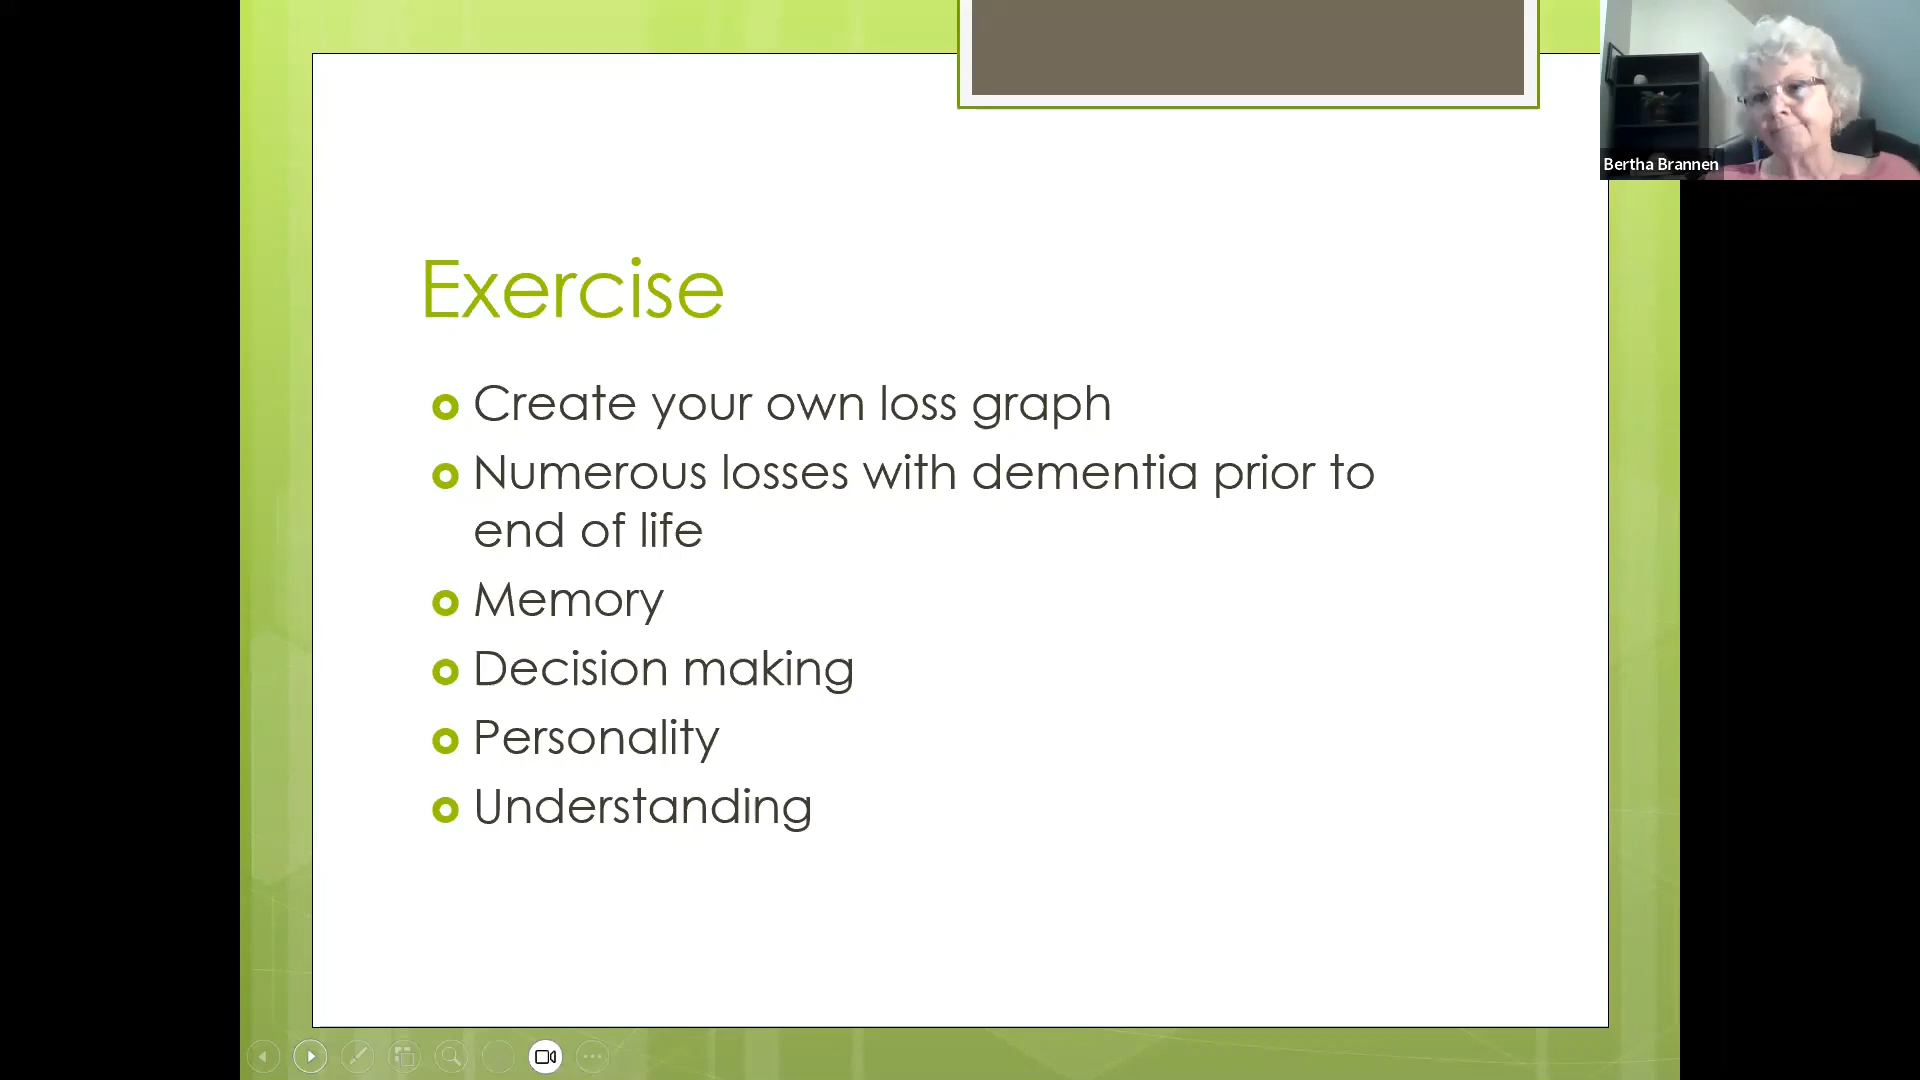 Bertha Brannen
Exercise
Create your own loss graph
Numerous losses with dementia prior to
end of life
Memory
Decision making
Personality
Understanding